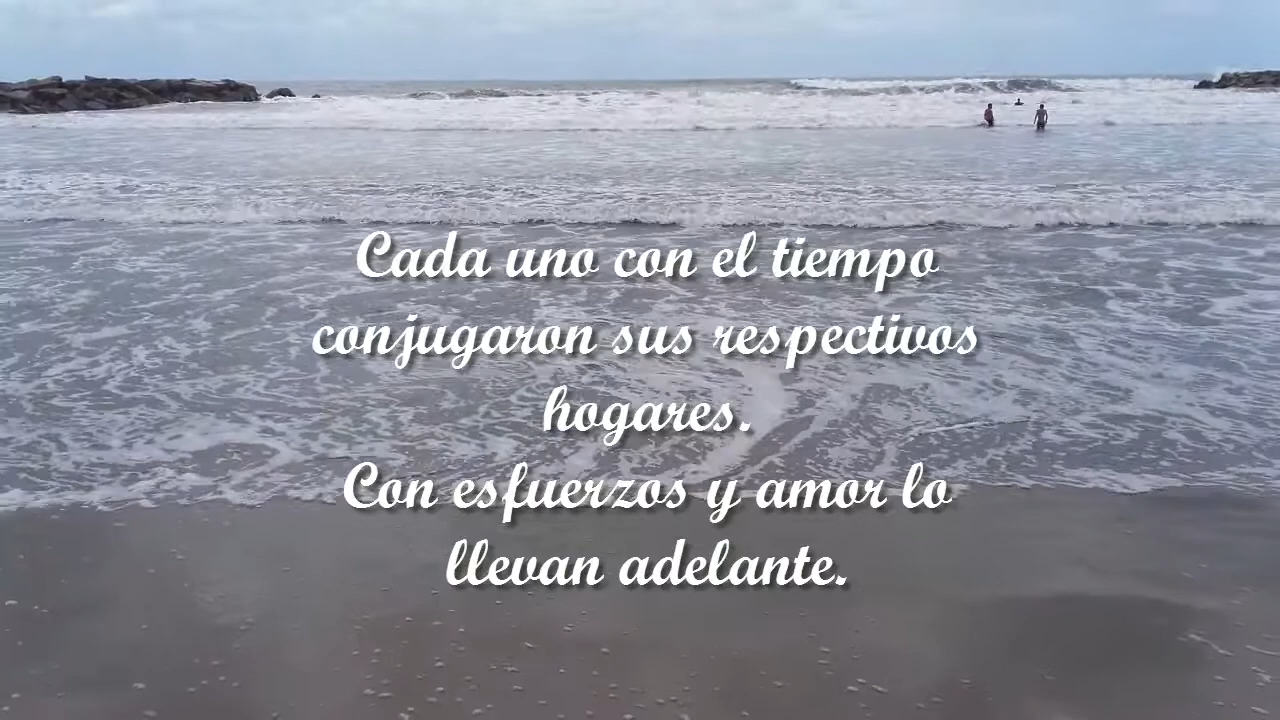 Cada uno con el tiempo
conjugaron sus respectivos
hogares.
Con esfuerzos y amor lo
llevan adelante.